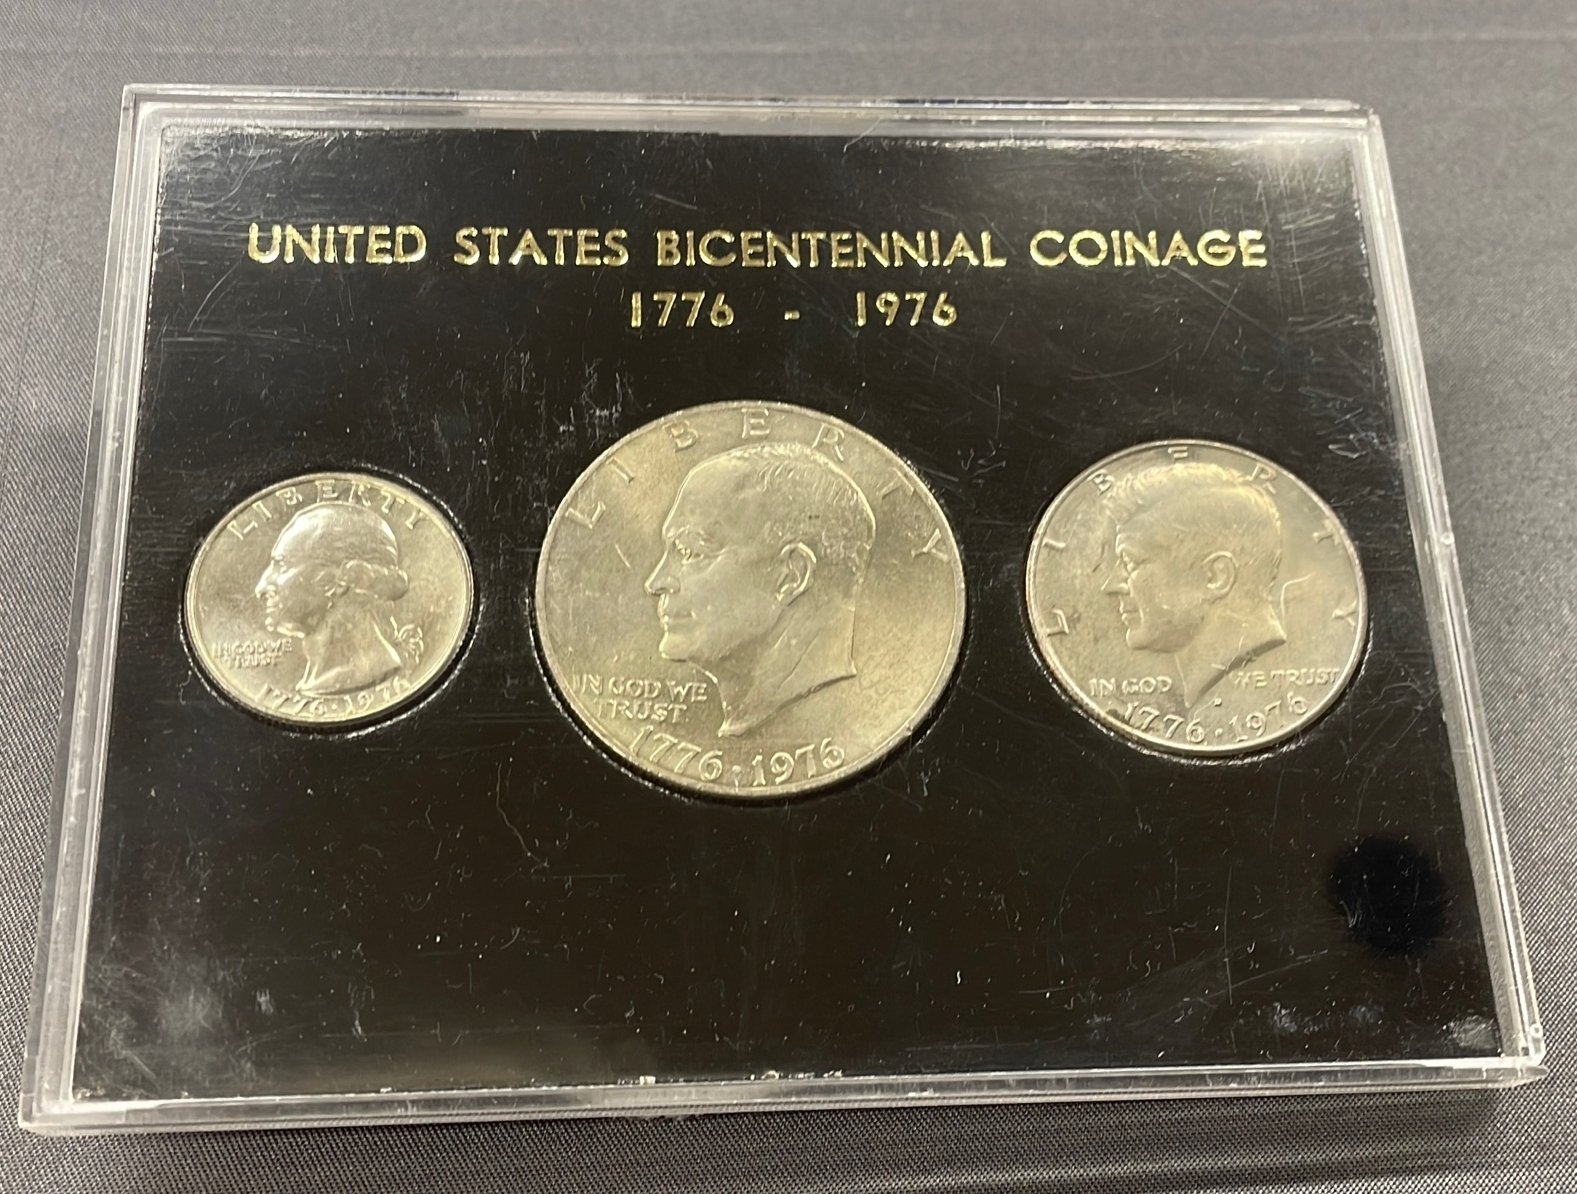 UNITED STATES BICENTENNIAL COINAGE
1776 - 1976
LIBERTY
IN GOD WE
TRUST
1776·1976
LIBERTY
IN GOD WE
TRUST
1776·1976
LIBERTY
IN GOD WE TRUST
1776·1976